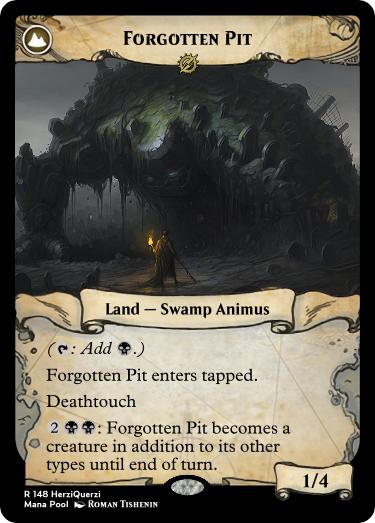 FORGOTTEN PIT
Land — Swamp Animus
(T: Add B.)
Forgotten Pit enters tapped.
Deathtouch
2 B B: Forgotten Pit becomes a
creature in addition to its other
types until end of turn.
1/4
R 148 HerziQuerzi
Mana Pool ROMAN TISHENIN